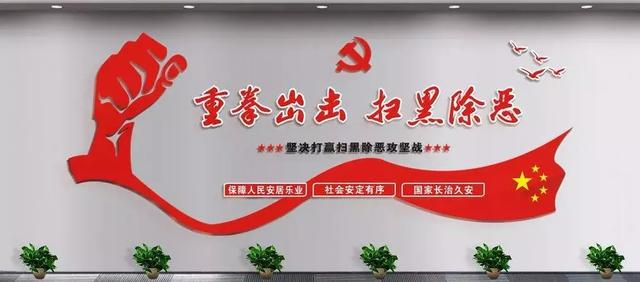 重拳出击 扫黑除恶
★★★坚决打赢扫黑除恶攻坚战★★★
保障人民安居乐业 社会安定有序 国家长治久安